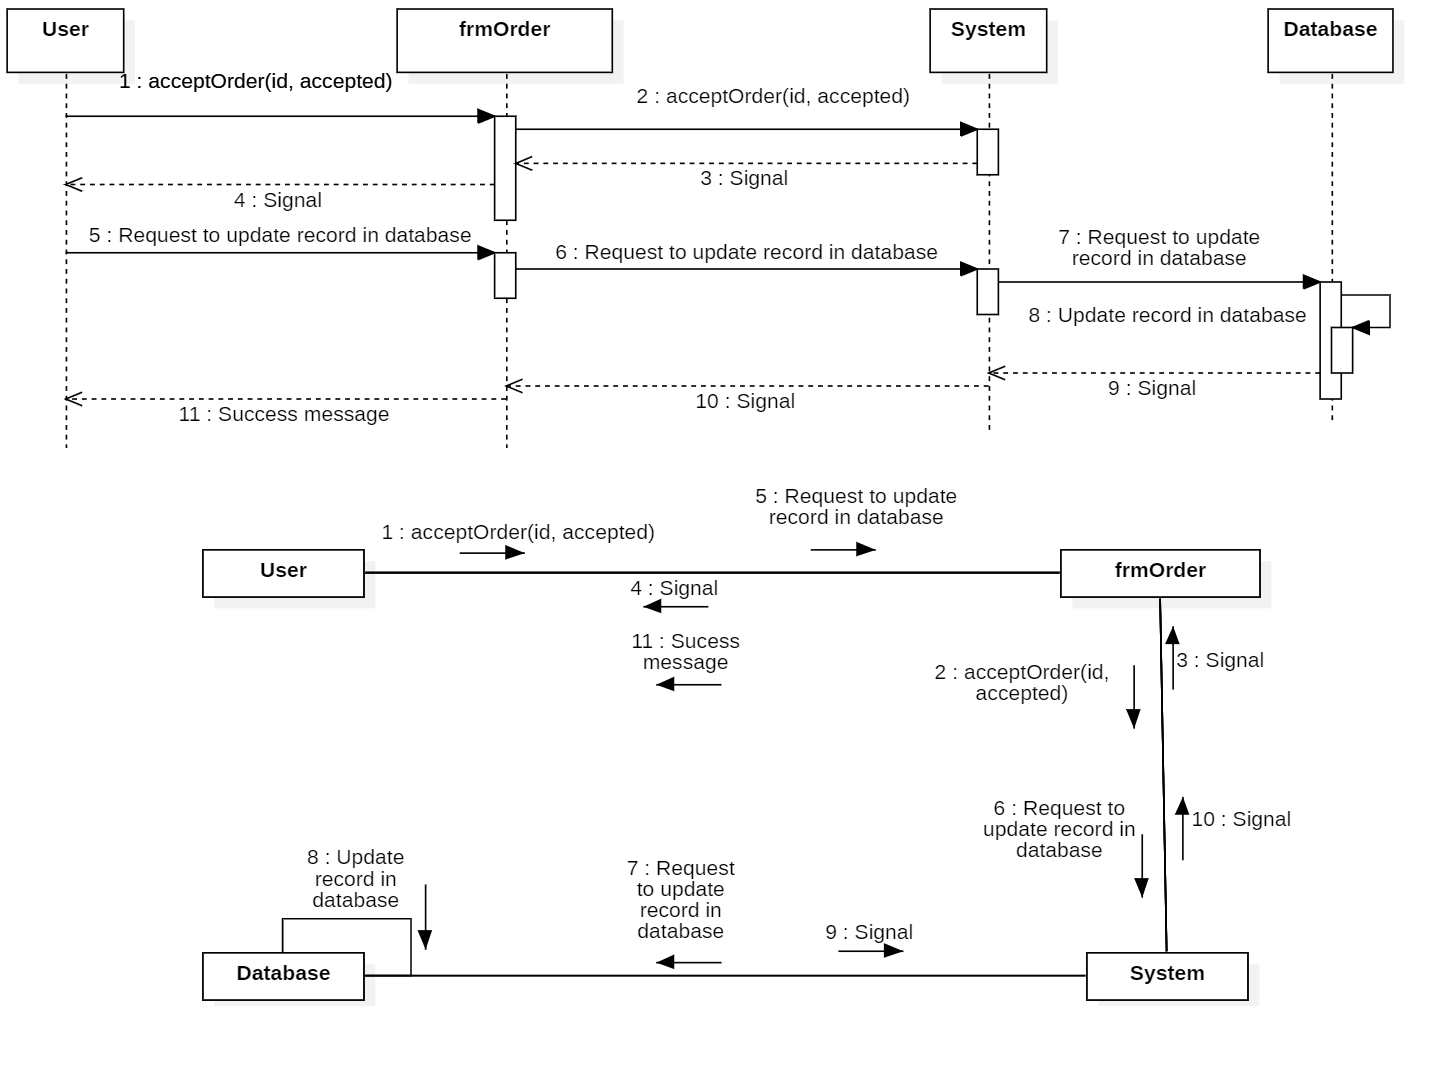 User
frmOrder
System
Database
1 : acceptOrder(id, accepted)
2 : acceptOrder(id, accepted)
3 : Signal
4 : Signal
5 : Request to update record in database
6 : Request to update record in database
7 : Request to update
record in database
8 : Update record in database
9 : Signal
10 : Signal
11 : Success message
5 : Request to update
record in database
1 : acceptOrder(id, accepted)
User
frmOrder
4 : Signal
11 : Sucess
message
3 : Signal
2 : acceptOrder(id,
accepted)
6 : Request to
update record in
database
10 : Signal
8 : Update
record in
database
7 : Request
to update
record in
database
9 : Signal
Database
System